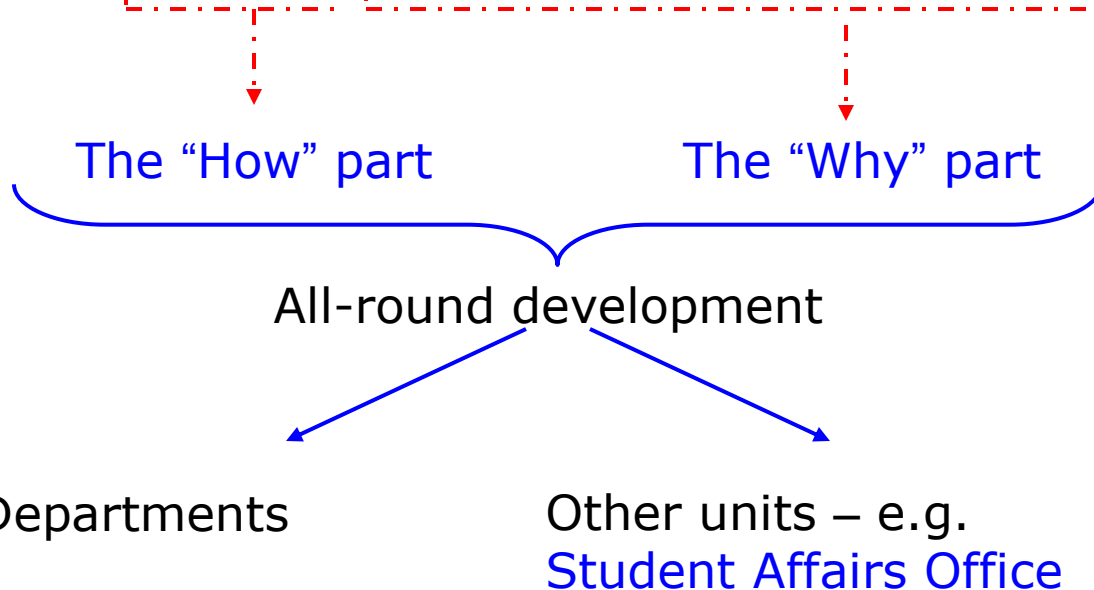 The “How” part
The “Why” part
All-round development
Departments
Other units – e.g.
Student Affairs Office